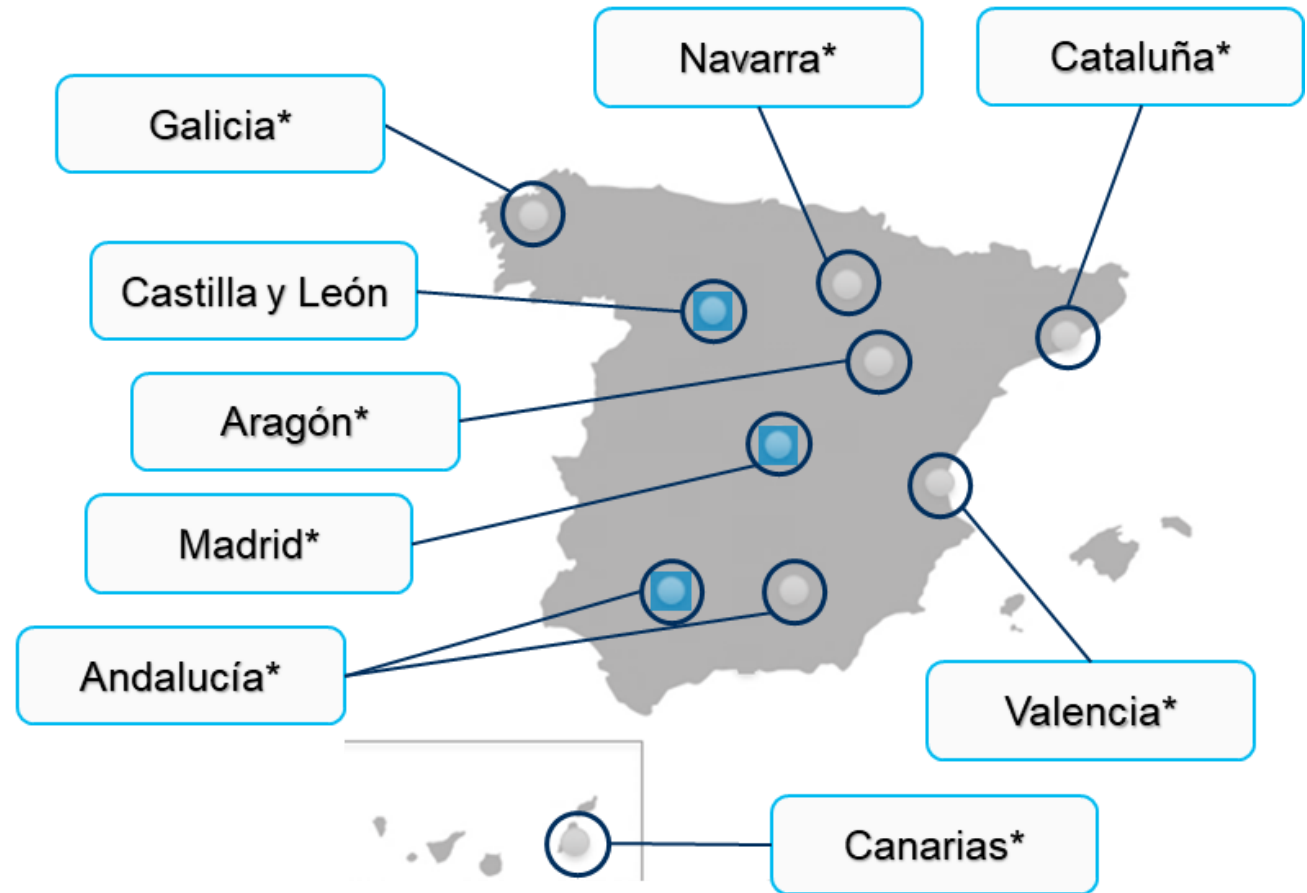 Navarra*
Cataluña*
Galicia*
Castilla y León
Aragón*
Madrid*
Andalucía*
Valencia*
Canarias*